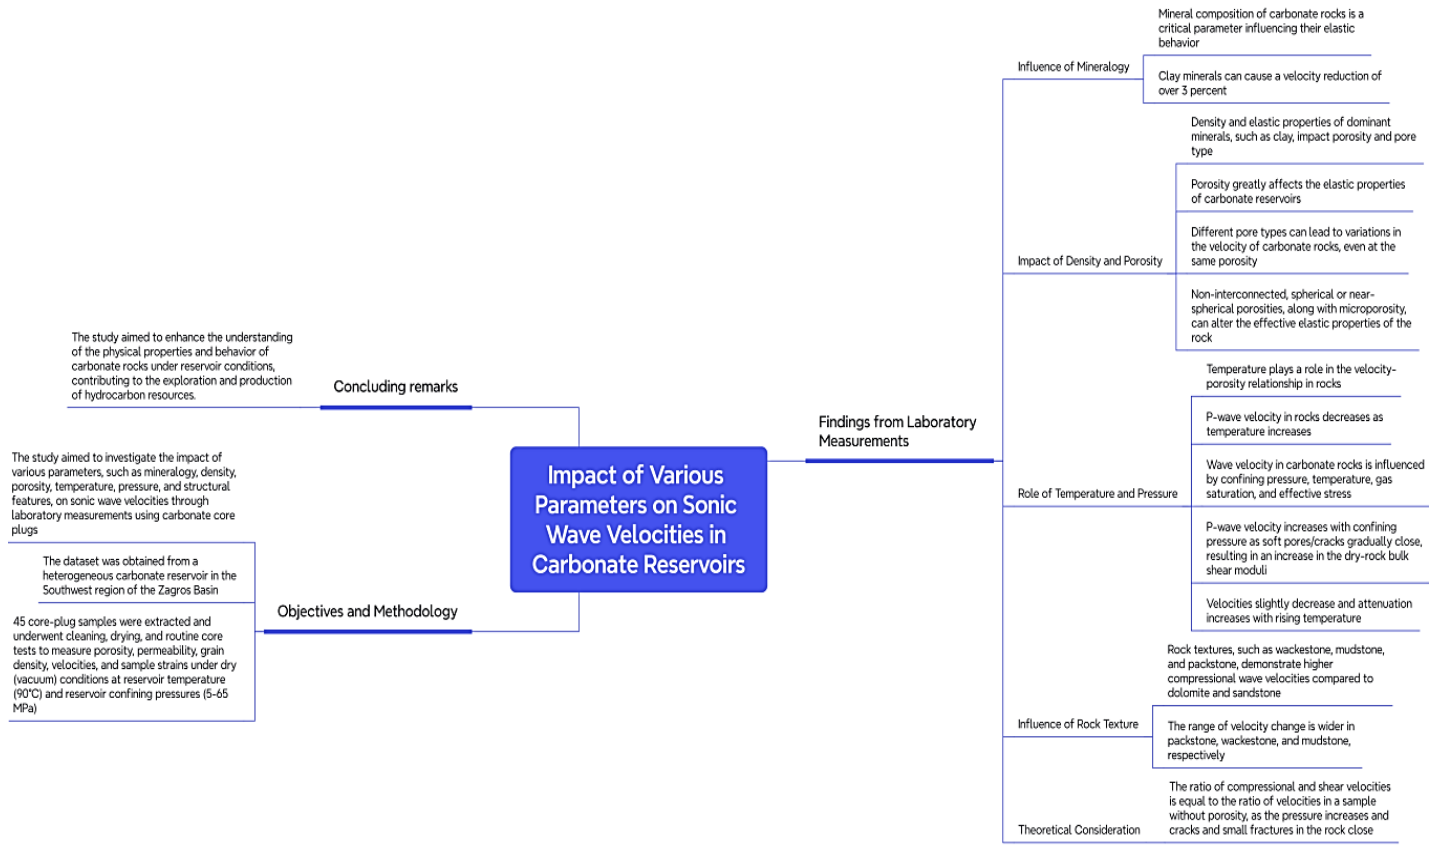 Impact of Various
Parameters on Sonic
Wave Velocities in
Carbonate Reservoirs
Concluding remarks
The study aimed to enhance the understanding
of the physical properties and behavior of
carbonate rocks under reservoir conditions,
contributing to the exploration and production
of hydrocarbon resources.
Objectives and Methodology
The study aimed to investigate the impact of
various parameters, such as mineralogy, density,
porosity, temperature, pressure, and structural
features, on sonic wave velocities through
laboratory measurements using carbonate core
plugs
The dataset was obtained from a
heterogeneous carbonate reservoir in the
Southwest region of the Zagros Basin
45 core-plug samples were extracted and
underwent cleaning, drying, and routine core
tests to measure porosity, permeability, grain
density, velocities, and sample strains under dry
(vacuum) conditions at reservoir temperature
(90°C) and reservoir confining pressures (5-65
MPa)
Findings from Laboratory
Measurements
Influence of Mineralogy
Mineral composition of carbonate rocks is a
critical parameter influencing their elastic
behavior
Clay minerals can cause a velocity reduction of
over 3 percent
Impact of Density and Porosity
Density and elastic properties of dominant
minerals, such as clay, impact porosity and pore
type
Porosity greatly affects the elastic properties
of carbonate reservoirs
Different pore types can lead to variations in
the velocity of carbonate rocks, even at the
same porosity
Non-interconnected, spherical or near-
spherical porosities, along with microporosity,
can alter the effective elastic properties of the
rock
Role of Temperature and Pressure
Temperature plays a role in the velocity-
porosity relationship in rocks
P-wave velocity in rocks decreases as
temperature increases
Wave velocity in carbonate rocks is influenced
by confining pressure, temperature, gas
saturation, and effective stress
P-wave velocity increases with confining
pressure as soft pores/cracks gradually close,
resulting in an increase in the dry-rock bulk
shear moduli
Velocities slightly decrease and attenuation
increases with rising temperature
Influence of Rock Texture
Rock textures, such as wackestone, mudstone,
and packstone, demonstrate higher
compressional wave velocities compared to
dolomite and sandstone
The range of velocity change is wider in
packstone, wackestone, and mudstone,
respectively
Theoretical Consideration
The ratio of compressional and shear velocities
is equal to the ratio of velocities in a sample
without porosity, as the pressure increases and
cracks and small fractures in the rock close